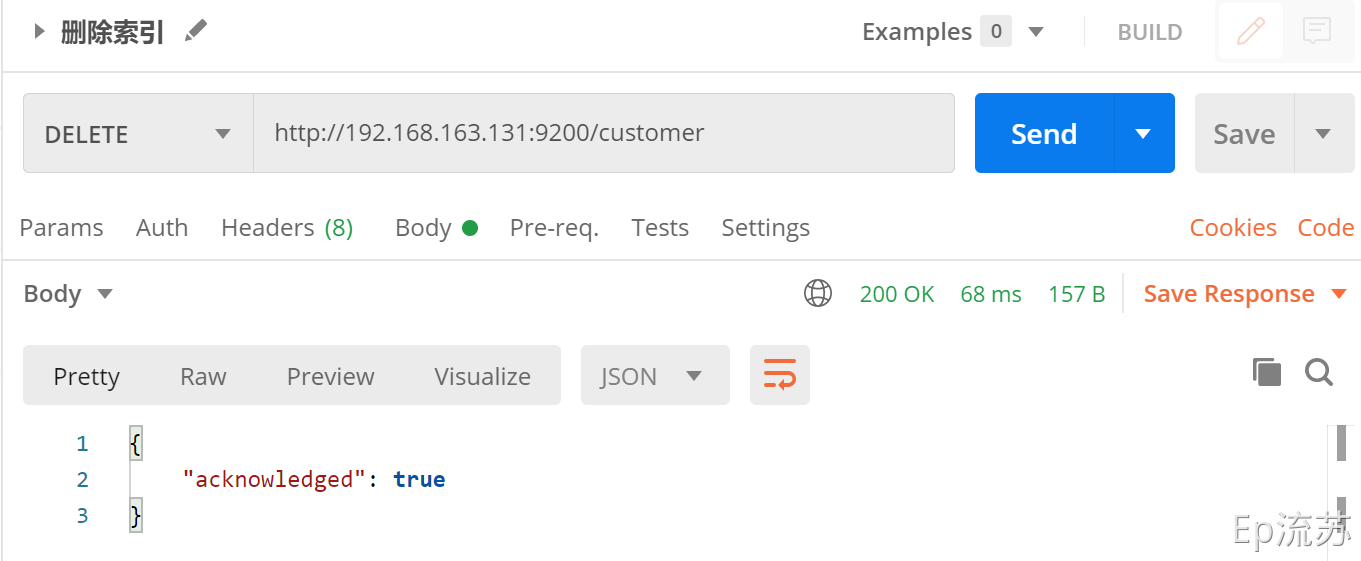 删除索引 Examples 0 BUILD
DELETE http://192.168.163.131:9200/customer Send Save
Params Auth Headers (8) Body Pre-req. Tests Settings Cookies Code
Body 200 OK 68 ms 157 B Save Response
Pretty Raw Preview Visualize JSON
1 {
2 "acknowledged": true
3 }
Ep流苏